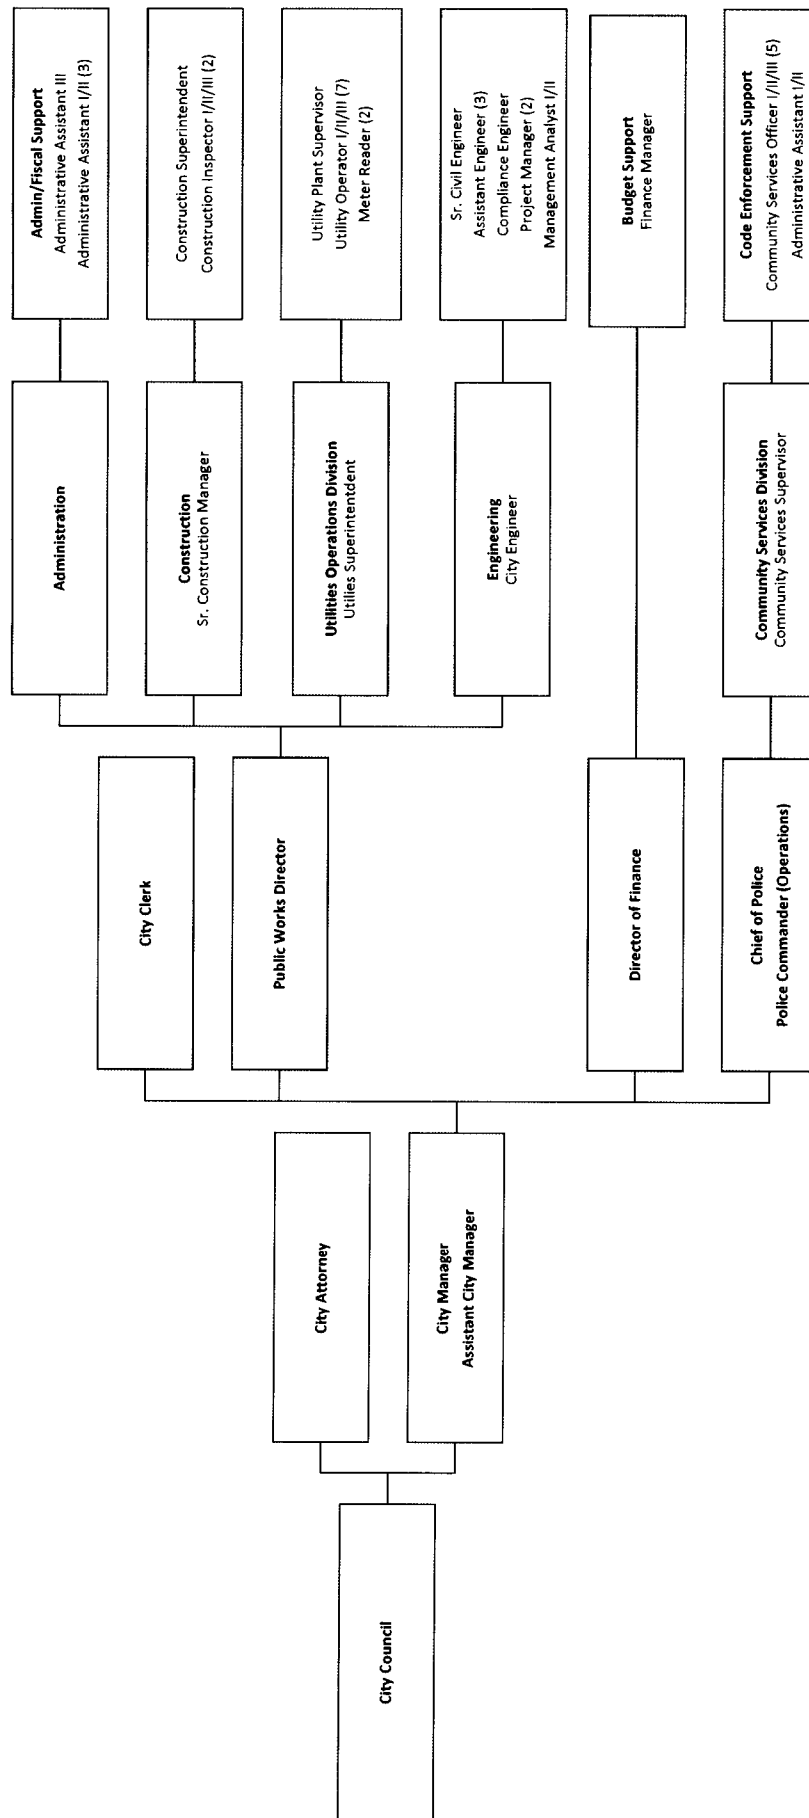 City Council
City Attorney
City Manager
Assistant City Manager
City Clerk
Public Works Director
Director of Finance
Chief of Police
Police Commander (Operations)
Administration
Construction
Sr. Construction Manager
Utilities Operations Division
Utilies Superintentdent
Engineering
City Engineer
Community Services Division
Community Services Supervisor
Admin/Fiscal Support
Administrative Assistant III
Administrative Assistant I/II (3)
Construction Superintendent
Construction Inspector I/II/III (2)
Utility Plant Supervisor
Utility Operator I/II/III (7)
Meter Reader (2)
Sr. Civil Engineer
Assistant Engineer (3)
Compliance Engineer
Project Manager (2)
Management Analyst I/II
Budget Support
Finance Manager
Code Enforcement Support
Community Services Officer I/II/III (5)
Administrative Assistant I/II